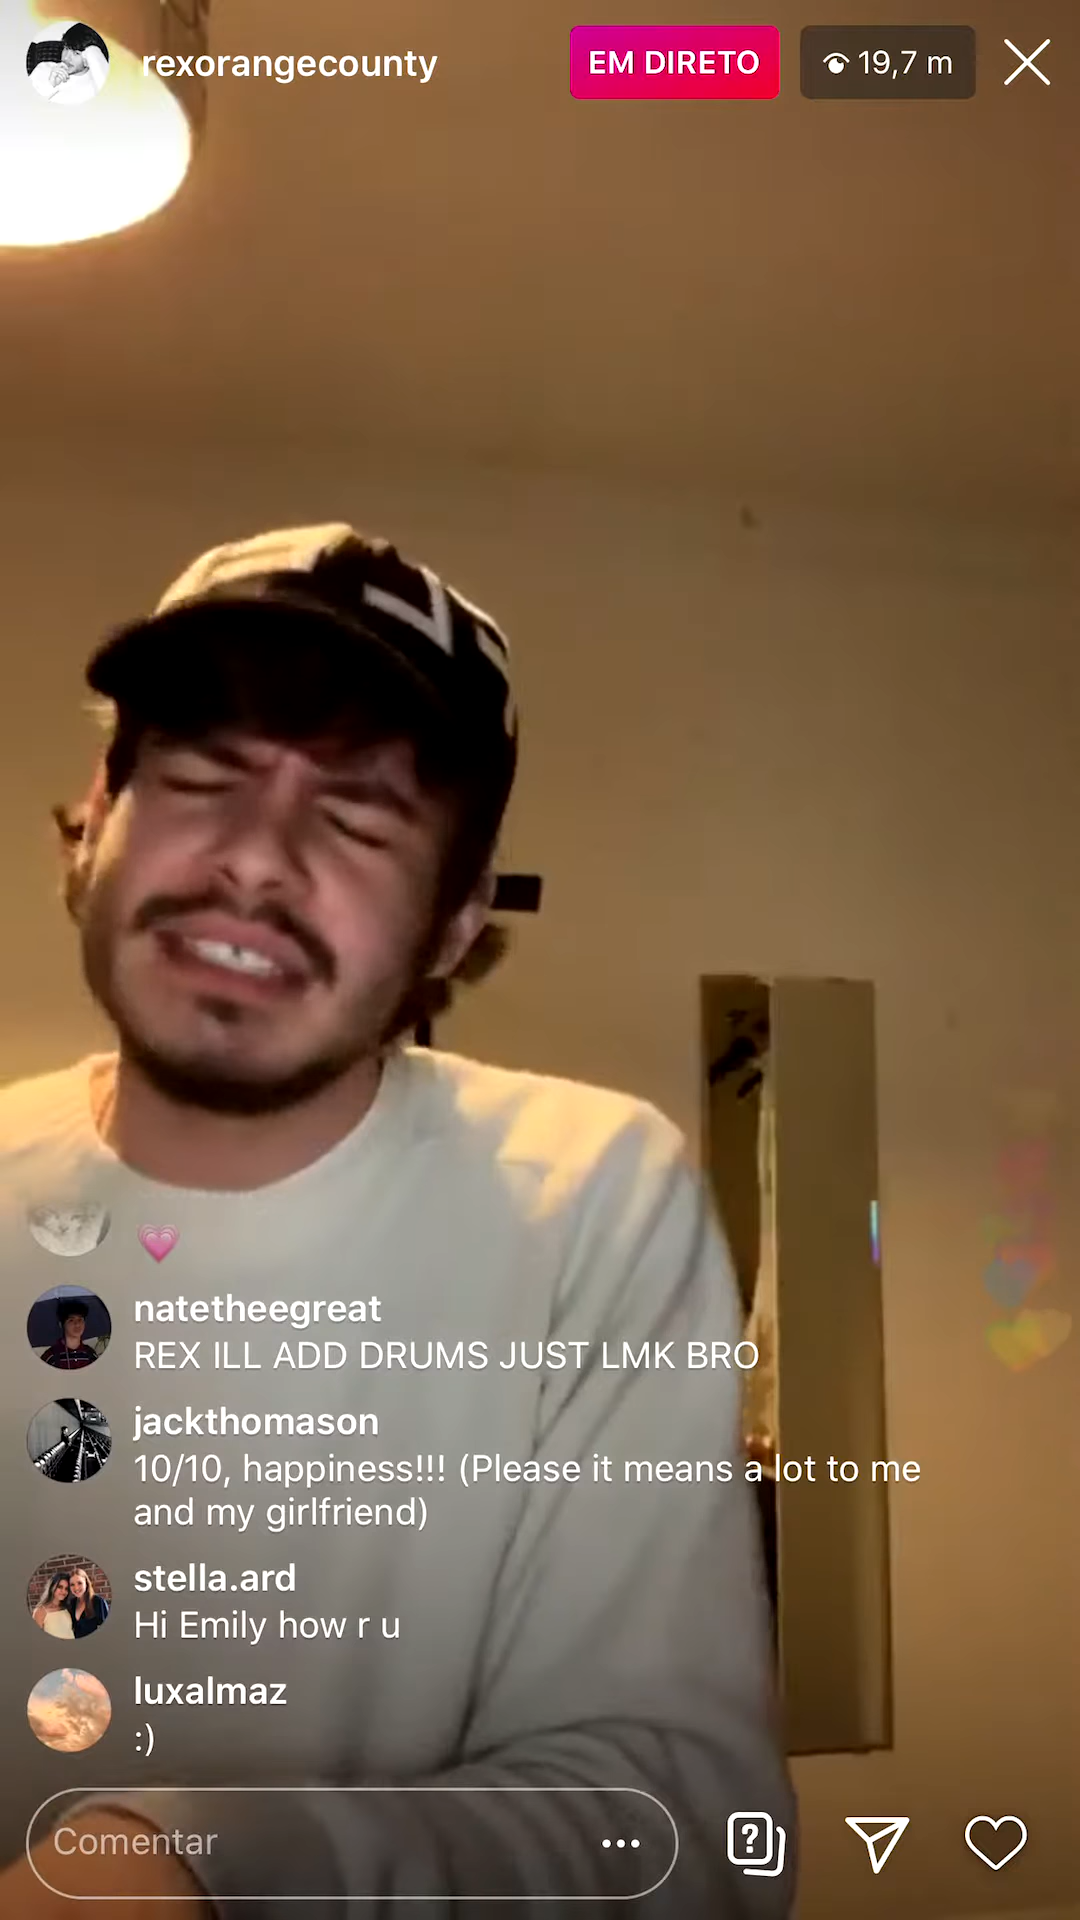 rexorangecounty
EM DIRETO
19,7 m
natetheegreat
REX ILL ADD DRUMS JUST LMK BRO
jackthomason
10/10, happiness!!! (Please it means a lot to me
and my girlfriend)
stella.ard
Hi Emily how r u
luxalmaz
:)
Comentar